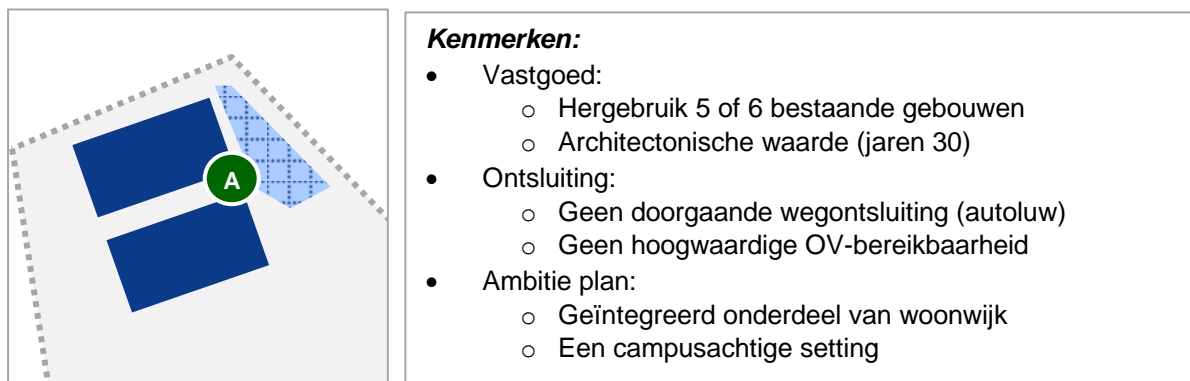 A
Kenmerken:
• Vastgoed:
o Hergebruik 5 of 6 bestaande gebouwen
o Architectonische waarde (jaren 30)
• Ontsluiting:
o Geen doorgaande wegontsluiting (autoluw)
o Geen hoogwaardige OV-bereikbaarheid
• Ambitie plan:
o Geïntegreerd onderdeel van woonwijk
o Een campusachtige setting